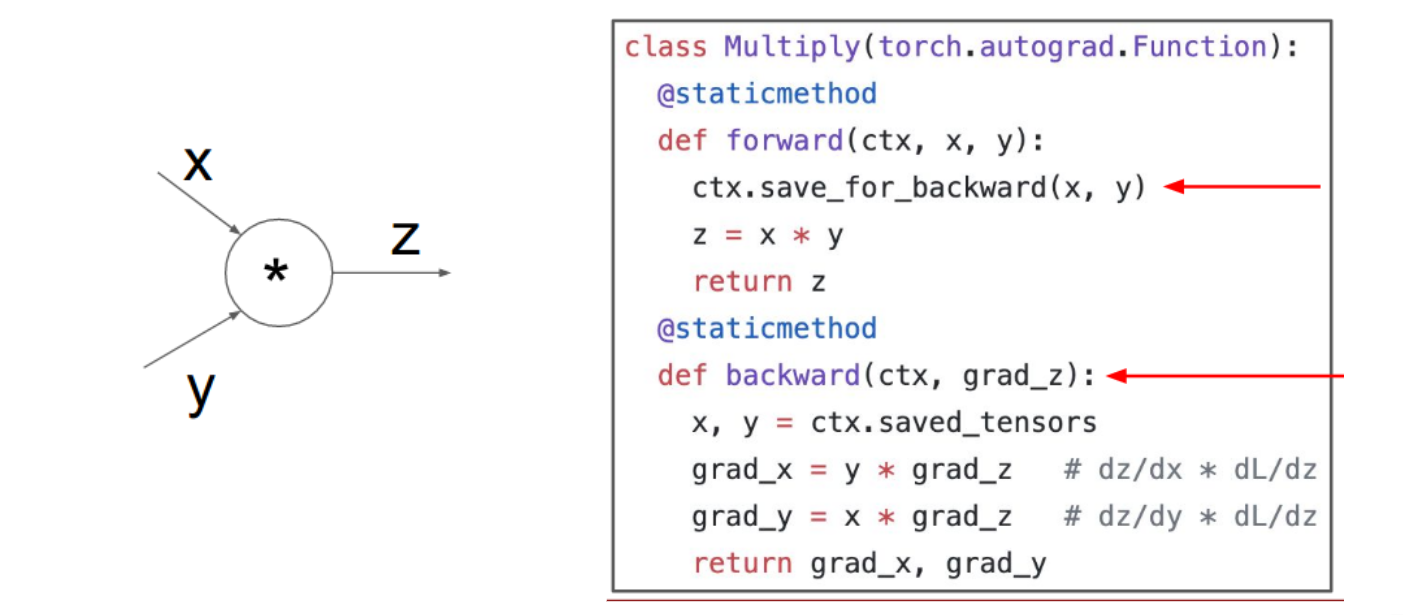 x
*
z
y
class Multiply(torch.autograd.Function):
  @staticmethod
  def forward(ctx, x, y):
    ctx.save_for_backward(x, y)
    z = x * y
    return z
  @staticmethod
  def backward(ctx, grad_z):
    x, y = ctx.saved_tensors
    grad_x = y * grad_z   # dz/dx * dL/dz
    grad_y = x * grad_z   # dz/dy * dL/dz
    return grad_x, grad_y